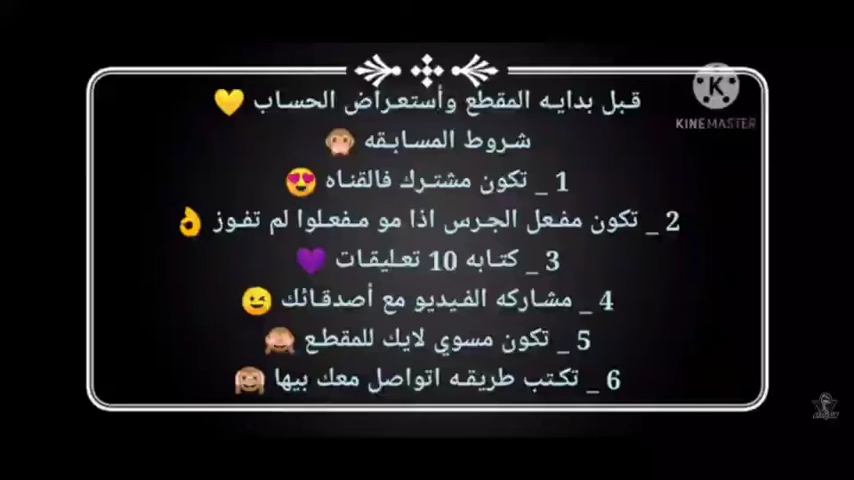 قبل بدايه المقطع وأستعراض الحساب 💛
شروط المسابقه 🙊
1 _ تكون مشترك فالقناه 😍
2 _ تكون مفعل الجرس اذا مو مفعلوا لم تفوز 👌
3 _ كتابه 10 تعليقات 💜
4 _ مشاركه الفيديو مع أصدقائك 😉
5 _ تكون مسوي لايك للمقطع 🙈
6 _ تكتب طريقه اتواصل معك بيها 🙉
K
KINEMASTER